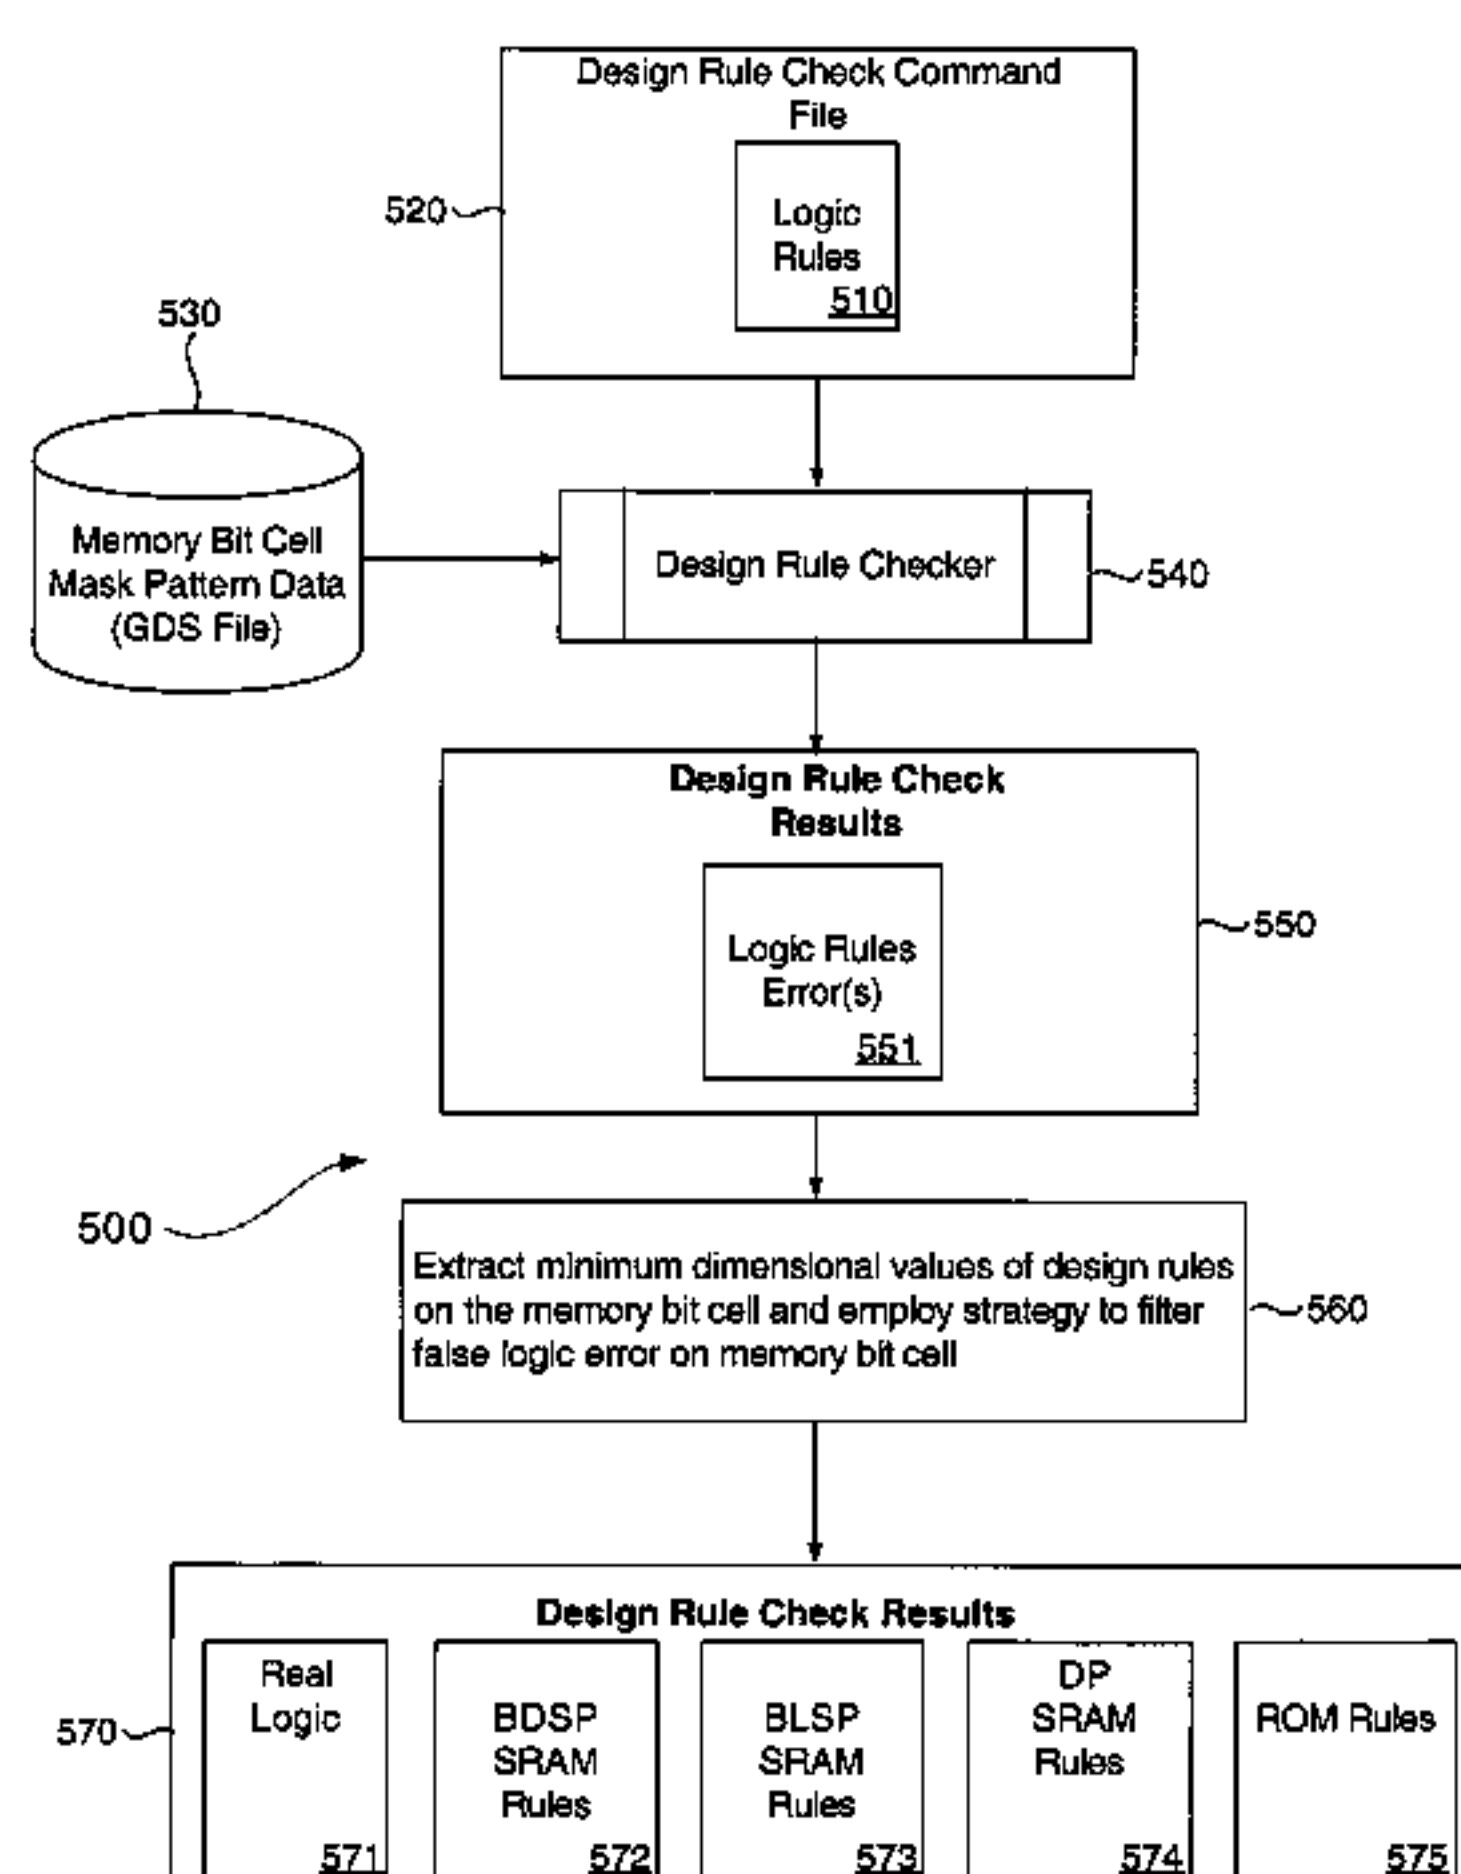 Design Rule Check Command
File
Logic
Rules
510
520
530
Memory Bit Cell
Mask Pattern Data
(GDS File)
Design Rule Checker
540
Design Rule Check
Results
Logic Rules
Error(s)
551
550
500
Extract minimum dimensional values of design rules
on the memory bit cell and employ strategy to filter
false logic error on memory bit cell
560
Design Rule Check Results
570
Real
Logic
571
BDSP
SRAM
Rules
572
BLSP
SRAM
Rules
573
DP
SRAM
Rules
574
ROM Rules
575